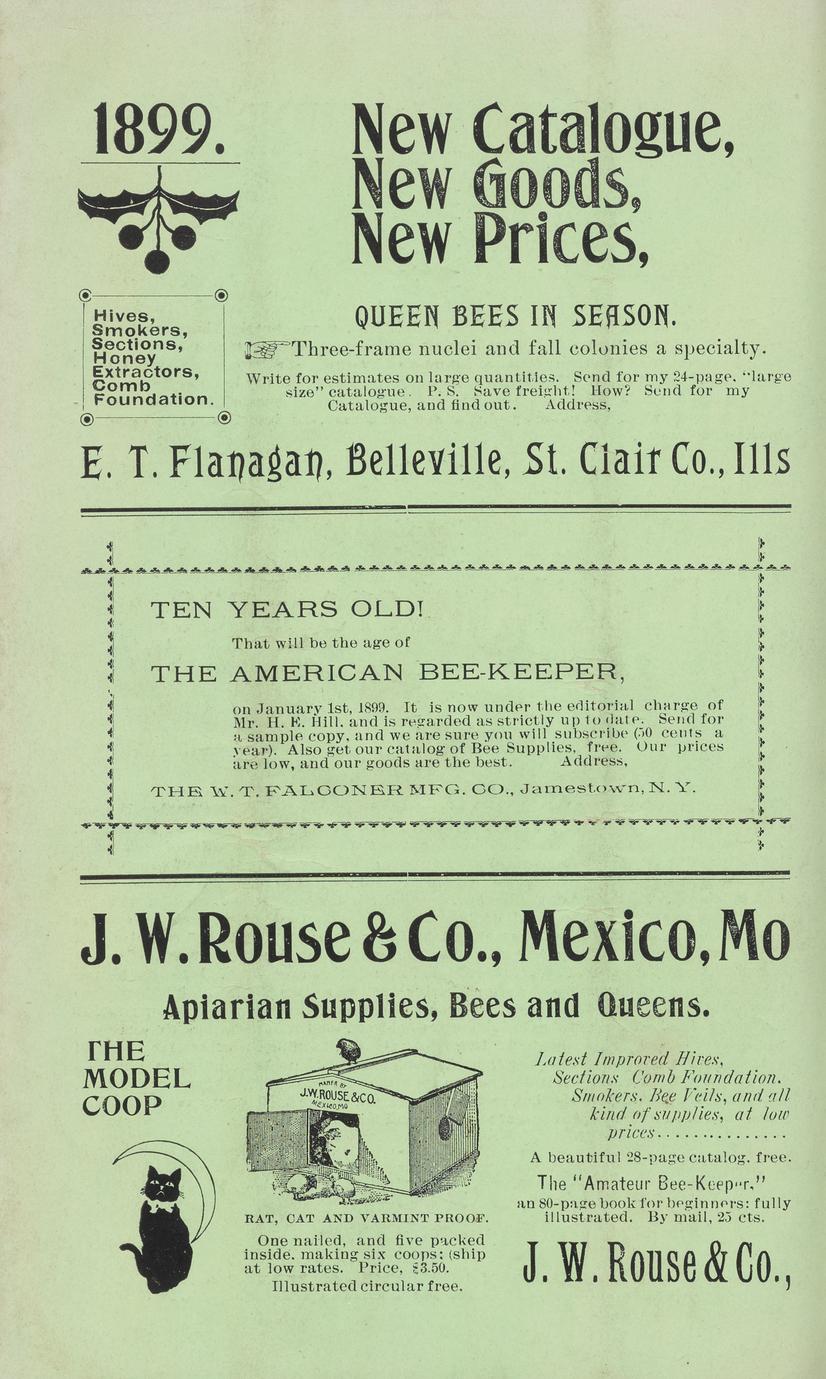 1899.
New Catalogue,
New Goods,
New Prices,
Hives,
Smokers,
Sections,
Honey
Extractors,
Comb
Foundation.
QUEEN BEES IN SEASON.
Three-frame nuclei and fall colonies a specialty.
Write for estimates on large quantities. Send for my 24-page, "large
size" catalogue. P. S. Save freight! How? Send for my
Catalogue, and find out. Address,
E. T. Flanagan, Belleville, St. Clair Co., Ills
TEN YEARS OLD!
That will be the age of
THE AMERICAN BEE-KEEPER,
on January 1st, 1899. It is now under the editorial charge of
Mr. H. E. Hill, and is regarded as strictly up to date. Send for
a sample copy, and we are sure you will subscribe (50 cents a
year). Also get our catalog of Bee Supplies, free. Our prices
are low, and our goods are the best. Address,
THE W. T. FALCONER MFG. CO., Jamestown, N. Y.
J. W. Rouse & Co., Mexico, Mo
Apiarian Supplies, Bees and Queens.
THE
MODEL
COOP
MANFR BY
J.W. ROUSE & CO.
MEXICO, MO
RAT, CAT AND VARMINT PROOF.
One nailed, and five packed
inside, making six coops; (ship
at low rates. Price, $3.50.
Illustrated circular free.
Latest Improved Hives,
Sections Comb Foundation.
Smokers. Bee Veils, and all
kind of supplies, at low
prices...............
A beautiful 28-page catalog, free.
The "Amateur Bee-Keeper,"
an 80-page book for beginners; fully
illustrated. By mail, 25 cts.
J. W. Rouse & Co.,